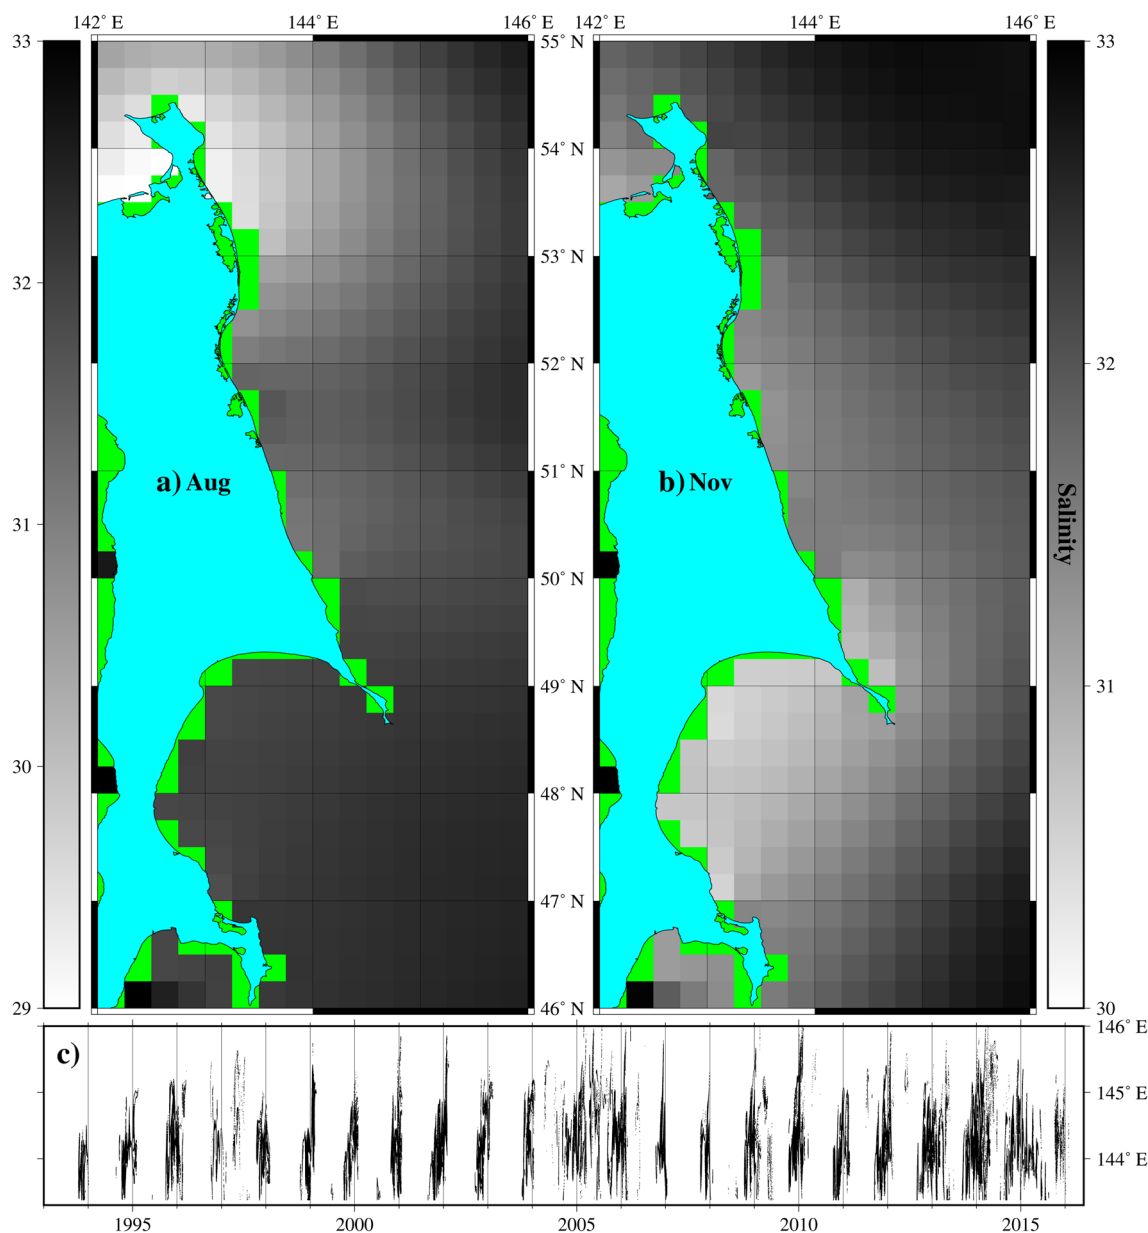 142° E 144° E 146° E 142° E 144° E 146° E
33 55° N 33
54° N
53° N
32
52° N 32
51° N
a) Aug b) Nov
Salinity
31
50° N
49° N 31
30
48° N
47° N
29 46° N 30
c) 146° E
145° E
144° E
1995 2000 2005 2010 2015